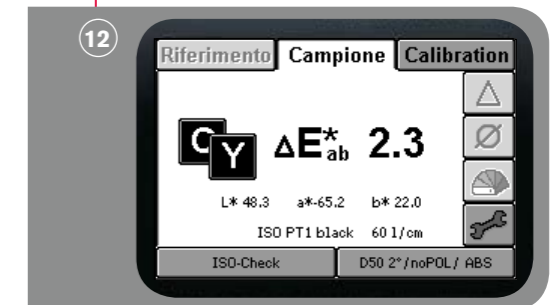 12
Riferimento Campione Calibration
C Y ΔE*ab 2.3
L* 48.3 a*-65.2 b* 22.0
ISO PT1 black 60 l/cm
ISO-Check D50 2°/noPOL/ ABS